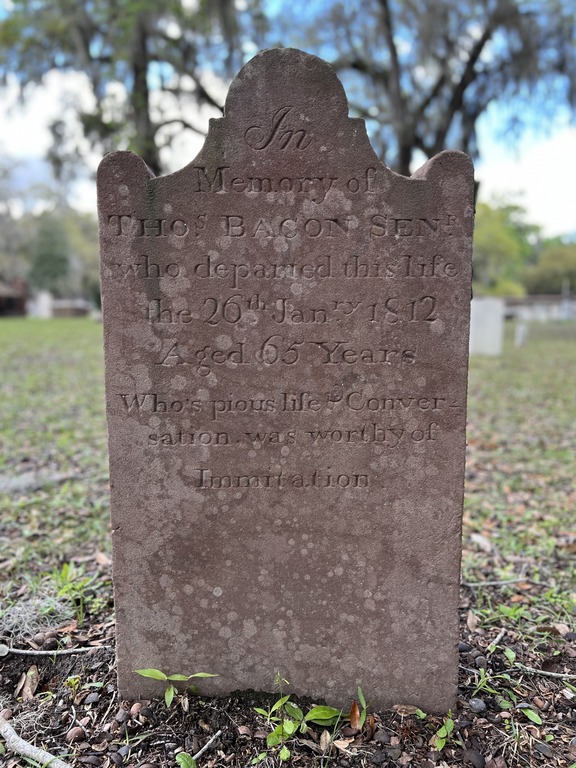 In
Memory of
THOˢ. BACON SENᴿ.
who departed this life
the 26ᵗʰ Janʳʸ 1812
Aged 65 Years
Who's pious life & Conver-
sation was worthy of
Immitation